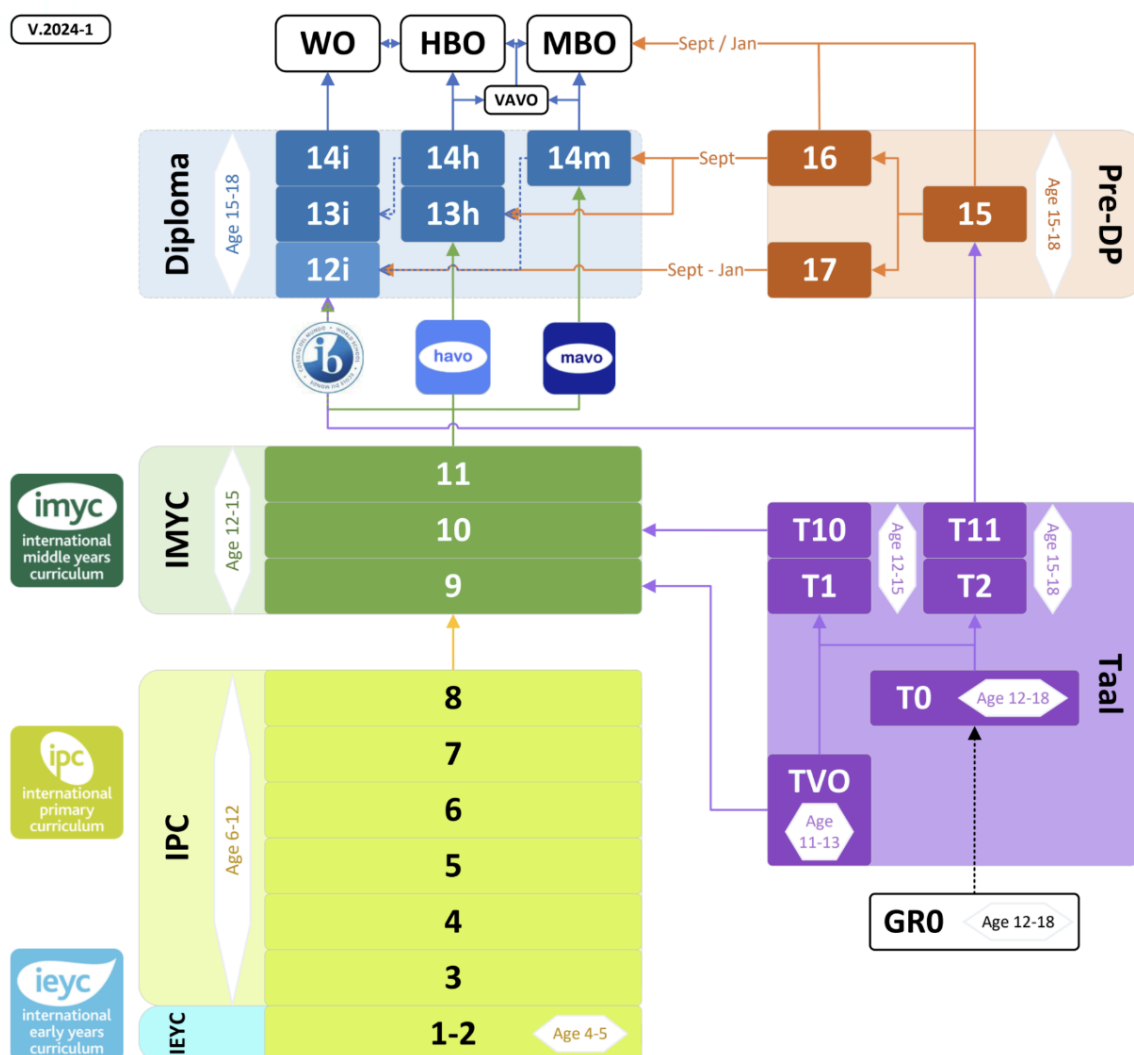 V.2024-1
WO
HBO
MBO
Sept / Jan
VAVO
Diploma
Age 15-18
14i
14h
14m
13i
13h
12i
Sept
Sept - Jan
16
15
17
Age 15-18
Pre-DP
ib
havo
mavo
imyc
international
middle years
curriculum
IMYC
Age 12-15
11
10
9
T10
T1
Age 12-15
T11
T2
Age 15-18
Taal
T0
Age 12-18
TVO
Age
11-13
GR0
Age 12-18
ipc
international
primary
curriculum
IPC
Age 6-12
8
7
6
5
4
3
ieyc
international
early years
curriculum
IEYC
1-2
Age 4-5